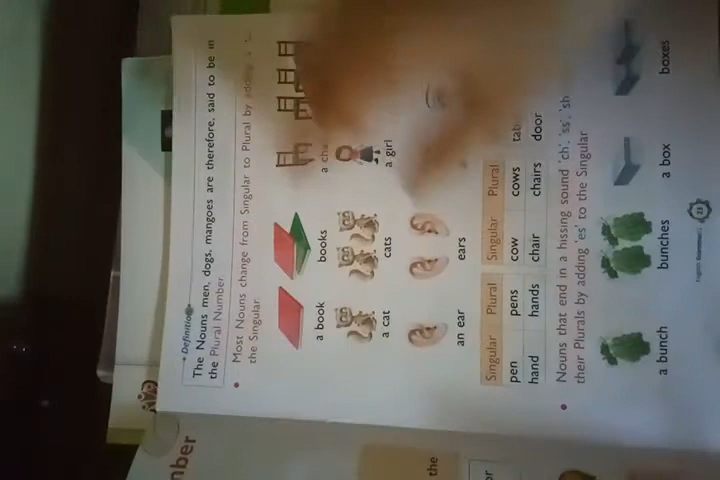 Definition
The Nouns men, dogs, mangoes are therefore, said to be in
the Plural Number.
Most Nouns change from Singular to Plural by adding
the Singular.
a book books a
a cat cats a girl
an ear ears
Singular Plural Singular Plural
pen pens cow cows
hand hands chair chairs door
Nouns that end in a hissing sound 'ch', 'ss', 'sh
their Plurals by adding 'es' to the Singular
a bunch bunches a box boxes
23
the